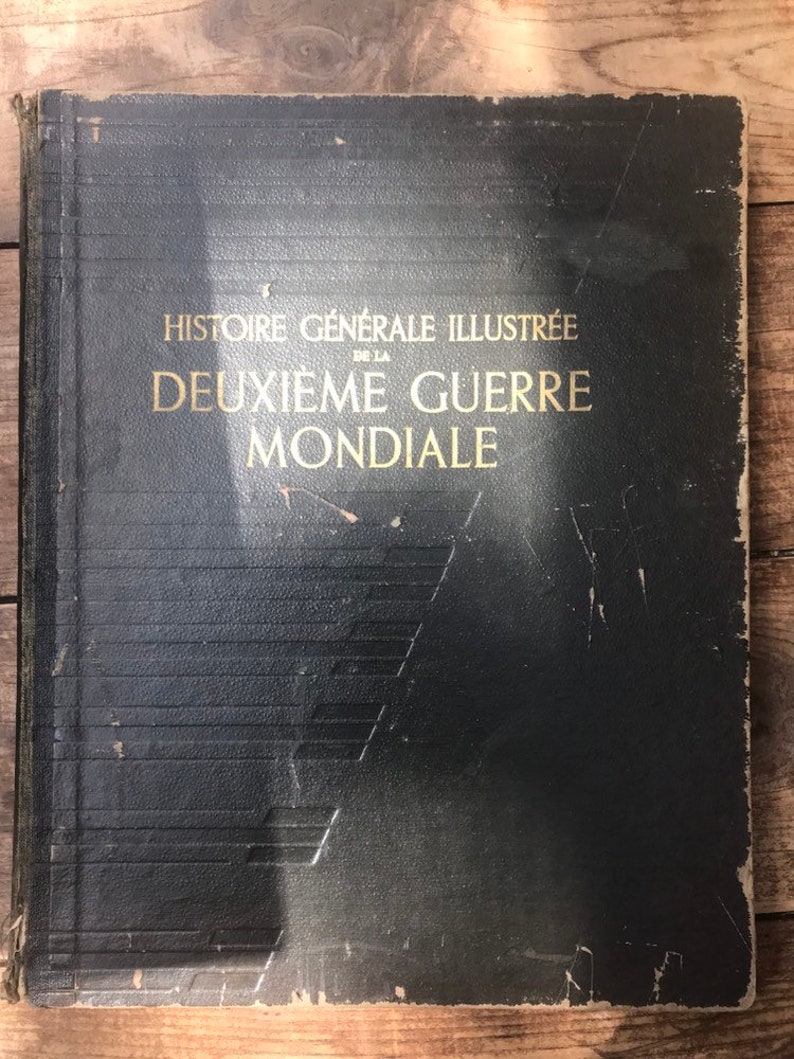 HISTOIRE GÉNÉRALE ILLUSTRÉE
DE LA
DEUXIÈME GUERRE
MONDIALE